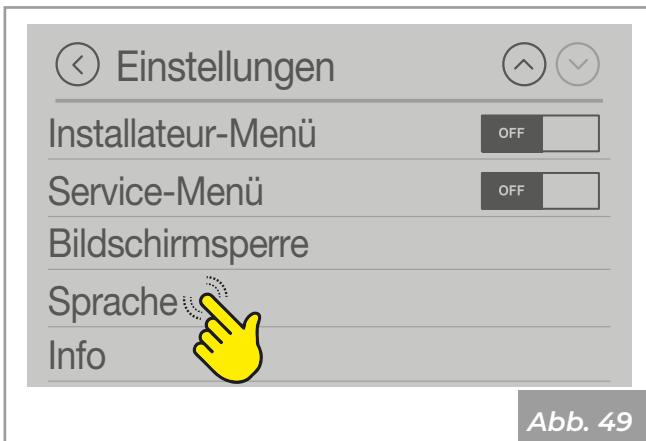 Einstellungen
Installateur-Menü OFF
Service-Menü OFF
Bildschirmsperre
Sprache
Info
Abb. 49